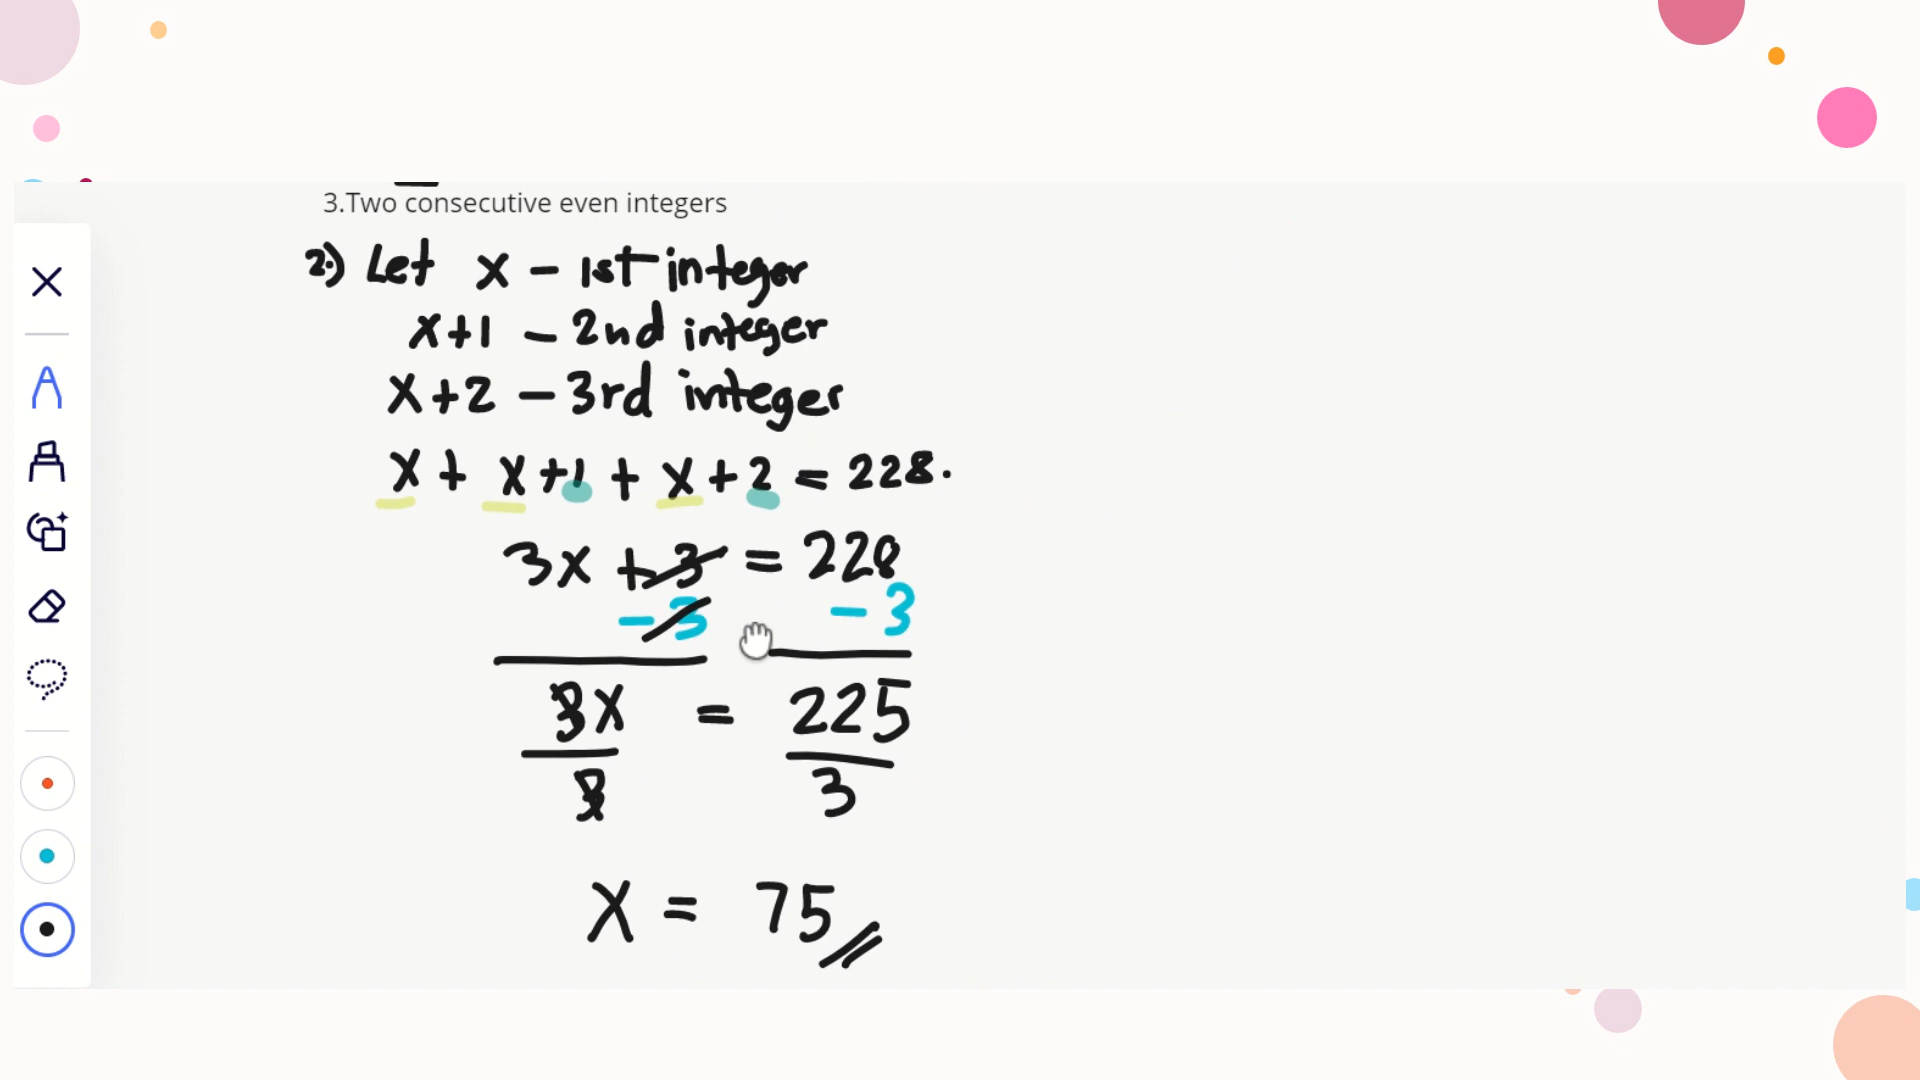 3.Two consecutive even integers
2.) Let x - 1st integer
x+1 - 2nd integer
x+2 - 3rd integer
x + x+1 + x+2 = 228.
3x +3 = 228
-3 -3
3x = 225
3 3
x = 75